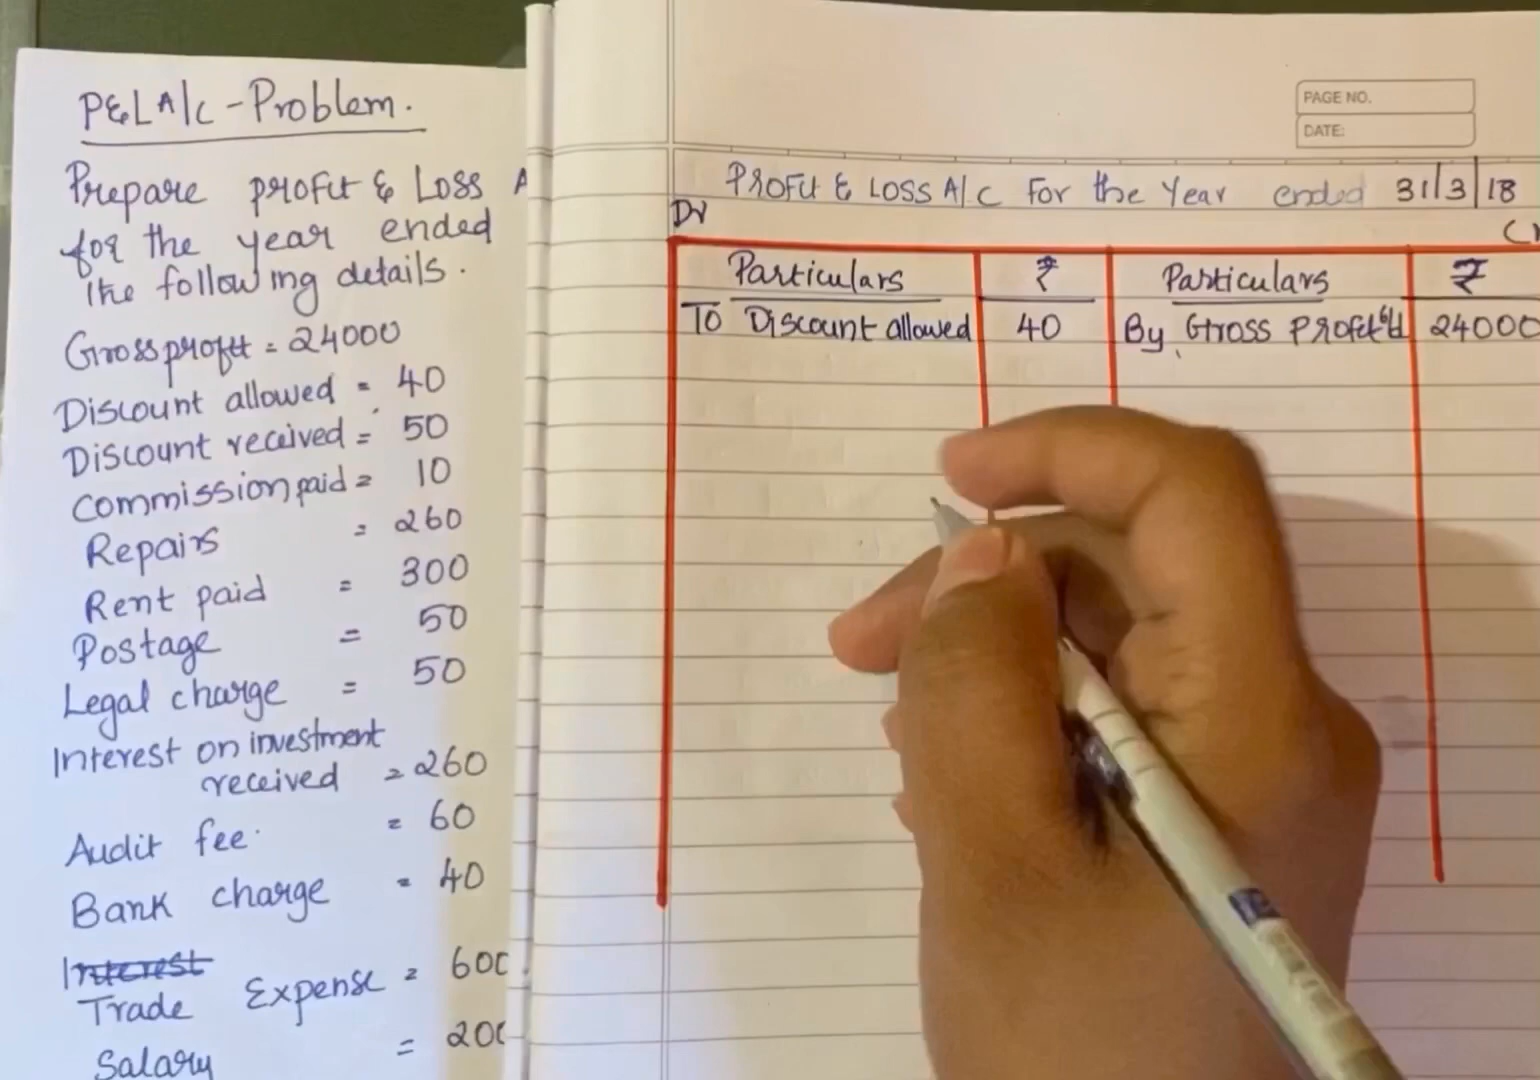 P&L A/c - Problem.
Prepare profit & Loss A
for the year ended
the following details.
Gross profit = 24000
Discount allowed = 40
Discount received = 50
Commission paid = 10
Repairs = 260
Rent paid = 300
Postage = 50
Legal charge = 50
Interest on investment
received = 260
Audit fee = 60
Bank charge = 40
Interest
Trade Expense = 600
Salary = 200
PAGE NO.
DATE:
Profit & LOSS A/c For the Year ended 31/3/18
Dr
Particulars ₹ Particulars ₹
To Discount allowed 40 By Gross Profit b/d 24000